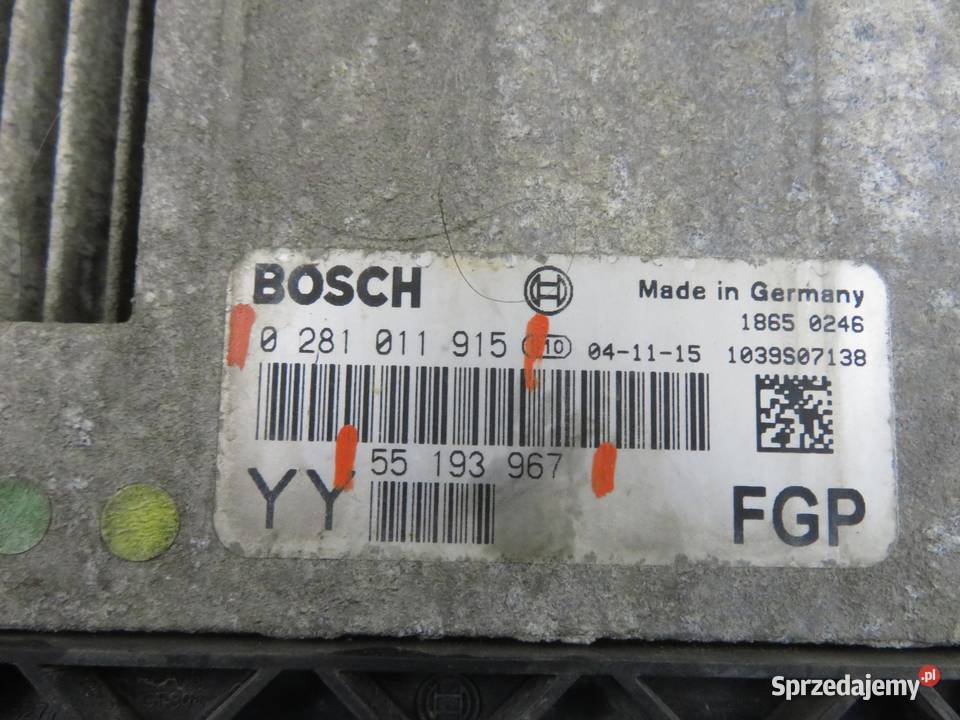 BOSCH Made in Germany
1865 0246
0 281 011 915 10 04-11-15 1039S07138
55 193 967
YY FGP
Sprzedajemy.pl